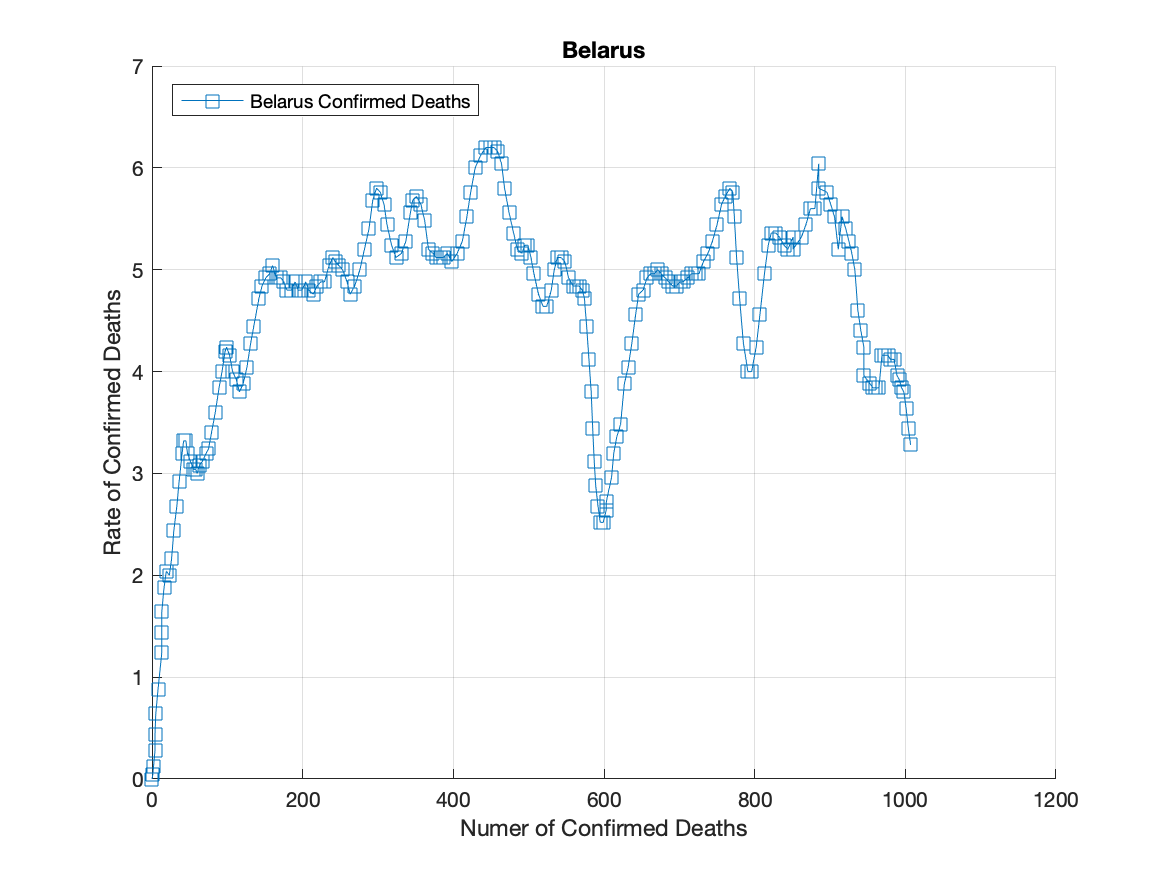 Belarus
7
Belarus Confirmed Deaths
6
5
4
3
2
1
0
Rate of Confirmed Deaths
0 200 400 600 800 1000 1200
Numer of Confirmed Deaths